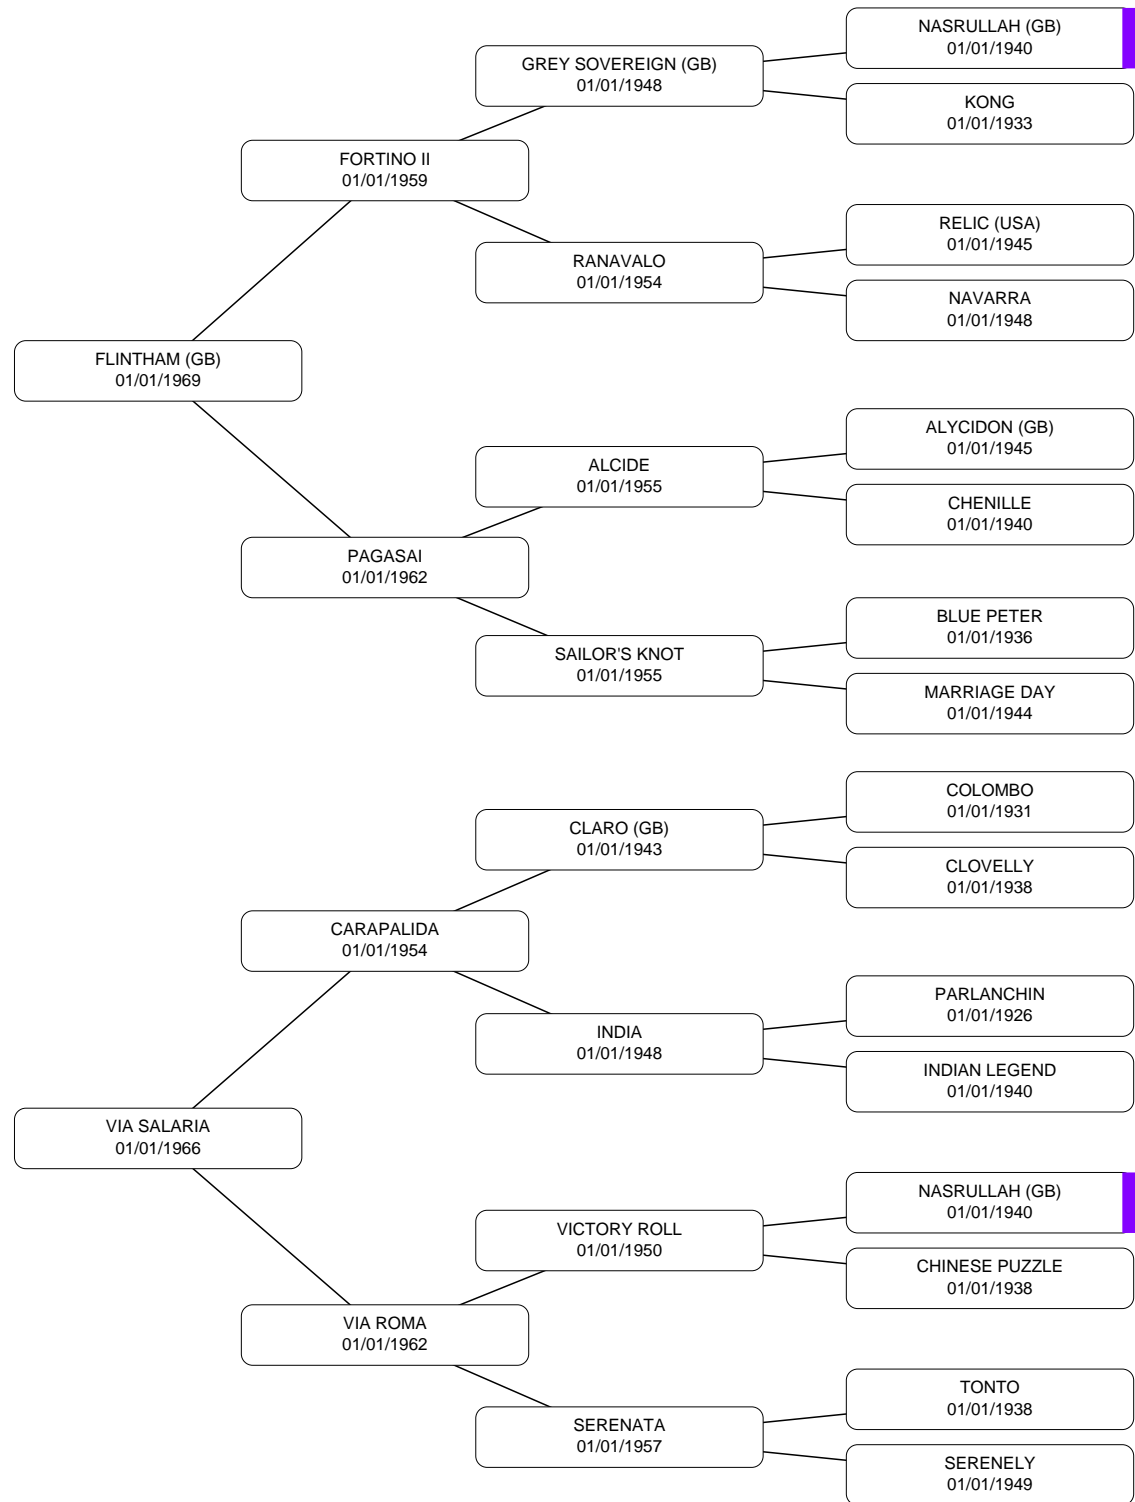 NASRULLAH (GB)
01/01/1940
GREY SOVEREIGN (GB)
01/01/1948
KONG
01/01/1933
FORTINO II
01/01/1959
RELIC (USA)
01/01/1945
RANAVALO
01/01/1954
NAVARRA
01/01/1948
FLINTHAM (GB)
01/01/1969
ALYCIDON (GB)
01/01/1945
ALCIDE
01/01/1955
CHENILLE
01/01/1940
PAGASAI
01/01/1962
BLUE PETER
01/01/1936
SAILOR'S KNOT
01/01/1955
MARRIAGE DAY
01/01/1944
COLOMBO
01/01/1931
CLARO (GB)
01/01/1943
CLOVELLY
01/01/1938
CARAPALIDA
01/01/1954
PARLANCHIN
01/01/1926
INDIA
01/01/1948
INDIAN LEGEND
01/01/1940
VIA SALARIA
01/01/1966
NASRULLAH (GB)
01/01/1940
VICTORY ROLL
01/01/1950
CHINESE PUZZLE
01/01/1938
VIA ROMA
01/01/1962
TONTO
01/01/1938
SERENATA
01/01/1957
SERENELY
01/01/1949